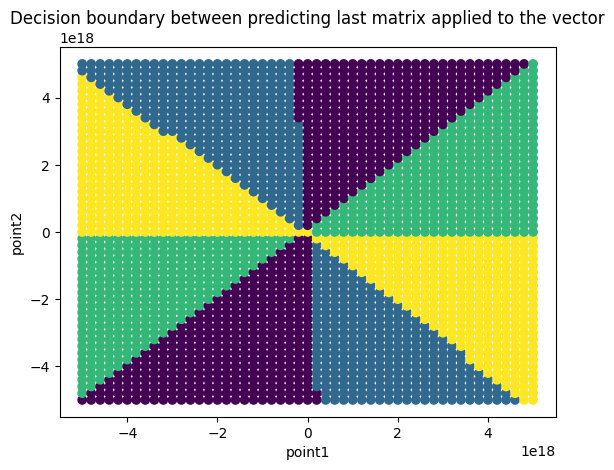 Decision boundary between predicting last matrix applied to the vector
1e18
4
2
0
−2
−4
point2
−4 −2 0 2 4
point1
1e18